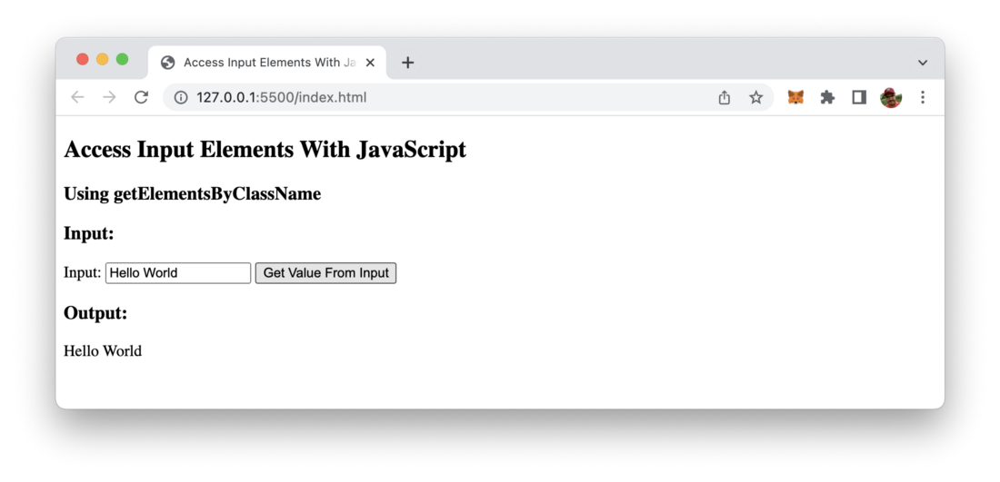 Access Input Elements With Ja
127.0.0.1:5500/index.html
Access Input Elements With JavaScript
Using getElementsByClassName
Input:
Input: Hello World Get Value From Input
Output:
Hello World